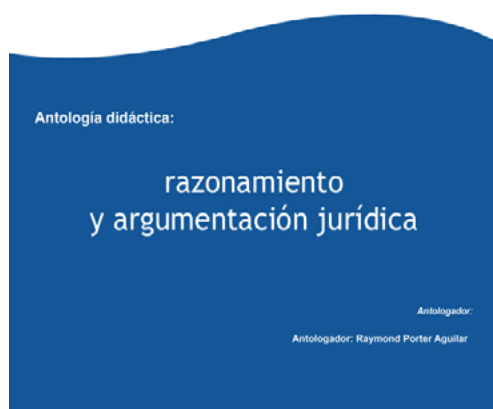 Antología didáctica:
razonamiento
y argumentación jurídica
Antologador:
Antologador: Raymond Porter Aguilar